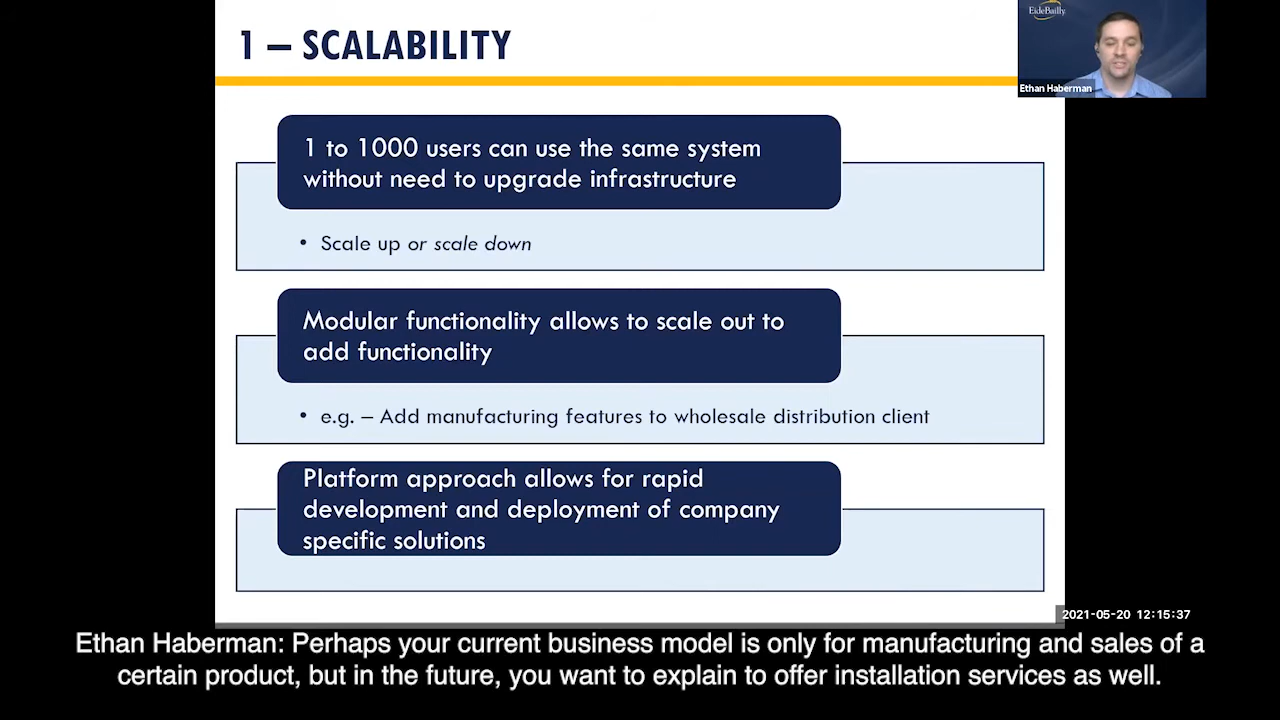 1 – SCALABILITY
EideBailly
Ethan Haberman
1 to 1000 users can use the same system
without need to upgrade infrastructure
• Scale up or scale down
Modular functionality allows to scale out to
add functionality
• e.g. – Add manufacturing features to wholesale distribution client
Platform approach allows for rapid
development and deployment of company
specific solutions
2021-05-20 12:15:37
Ethan Haberman: Perhaps your current business model is only for manufacturing and sales of a
certain product, but in the future, you want to explain to offer installation services as well.